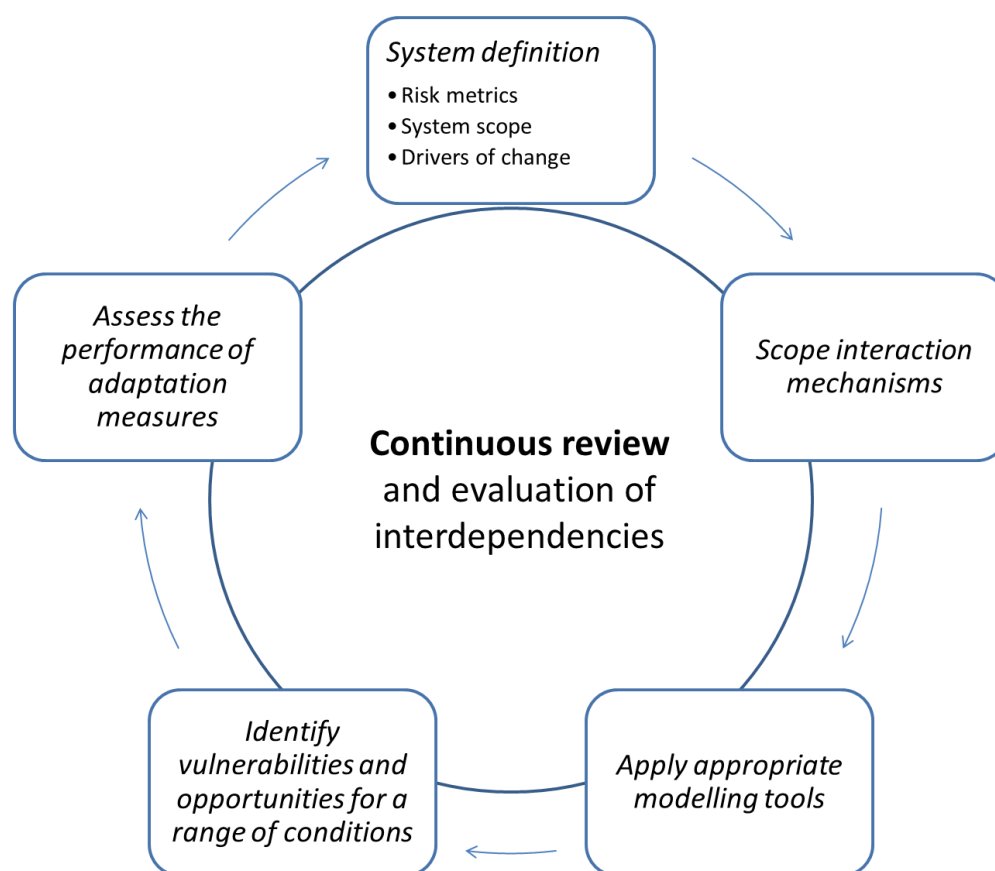 System definition
• Risk metrics
• System scope
• Drivers of change
Scope interaction
mechanisms
Apply appropriate
modelling tools
Identify
vulnerabilities and
opportunities for a
range of conditions
Assess the
performance of
adaptation
measures
Continuous review
and evaluation of
interdependencies